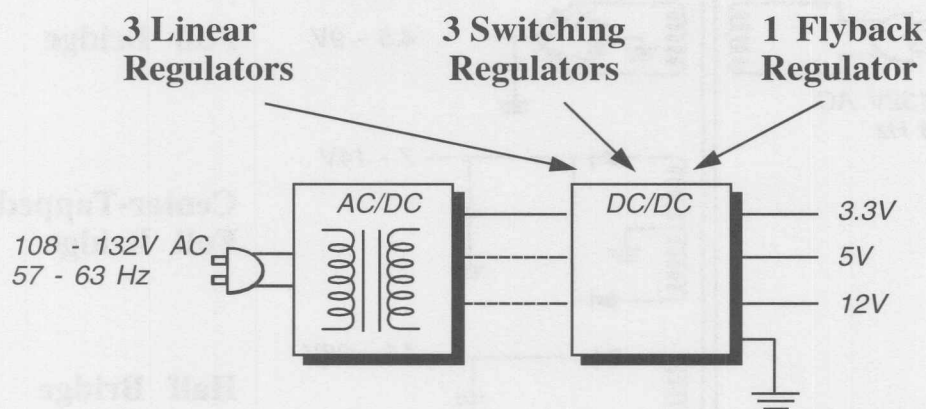 3 Linear
Regulators
3 Switching
Regulators
1 Flyback
Regulator
AC/DC
DC/DC
108 - 132V AC
57 - 63 Hz
3.3V
5V
12V